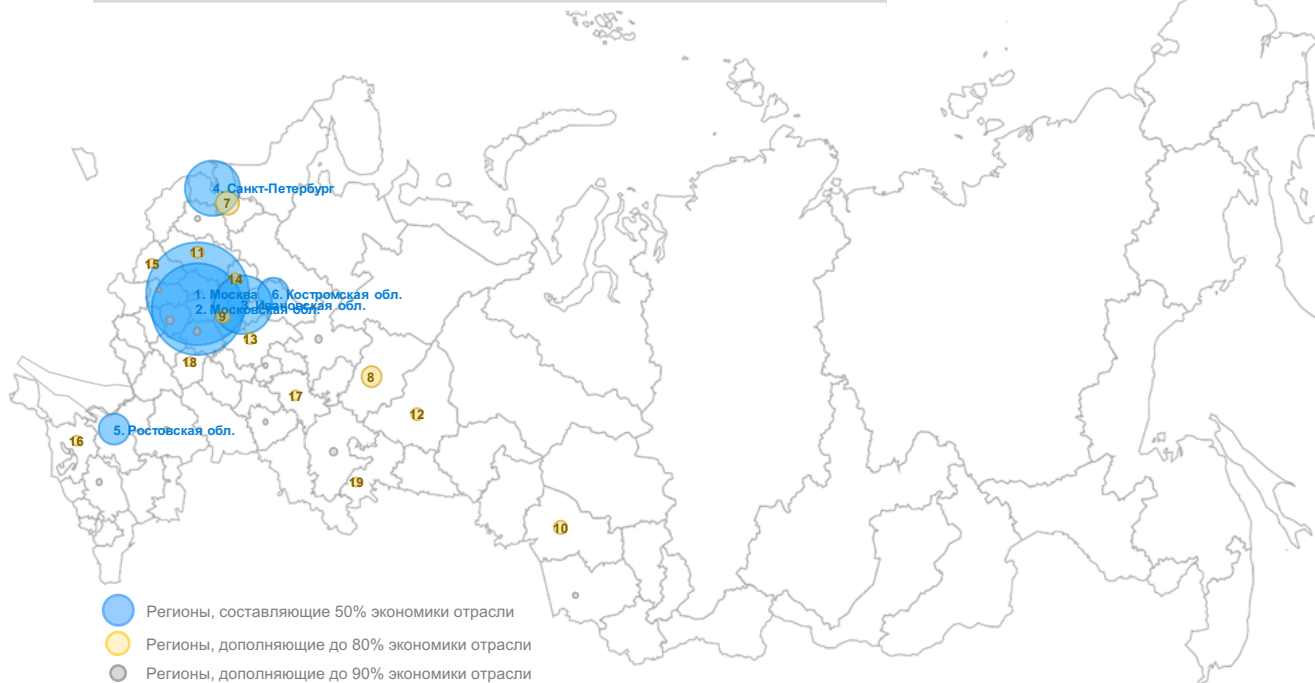 4. Санкт-Петербург
7
11
15
14
1. Москва
6. Костромская обл.
3. Ивановская обл.
2. Московская обл.
9
13
18
8
17
12
5. Ростовская обл.
16
19
10
Регионы, составляющие 50% экономики отрасли
Регионы, дополняющие до 80% экономики отрасли
Регионы, дополняющие до 90% экономики отрасли